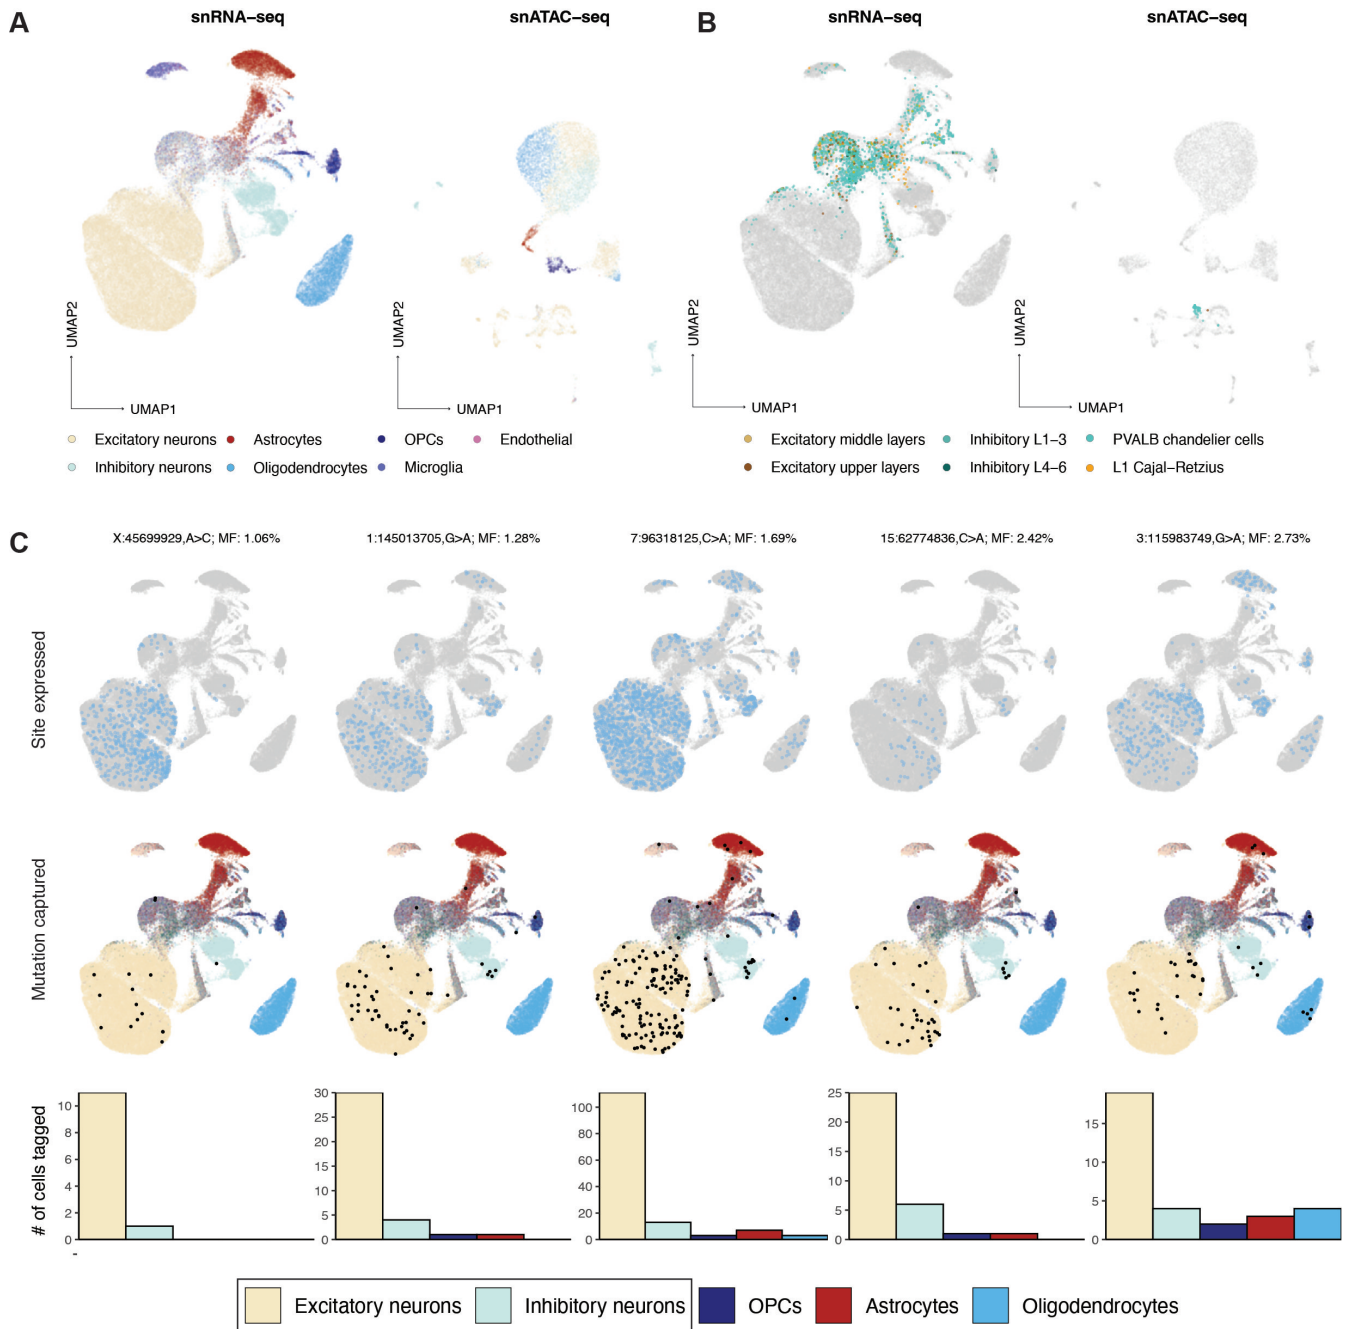 A
snRNA–seq
snATAC–seq
B
snRNA–seq
snATAC–seq
UMAP2
UMAP1
UMAP2
UMAP1
UMAP2
UMAP1
UMAP2
UMAP1
Excitatory neurons
Astrocytes
OPCs
Endothelial
Inhibitory neurons
Oligodendrocytes
Microglia
Excitatory middle layers
Inhibitory L1–3
PVALB chandelier cells
Excitatory upper layers
Inhibitory L4–6
L1 Cajal–Retzius
C
X:45699929,A>C; MF: 1.06%
1:145013705,G>A; MF: 1.28%
7:96318125,C>A; MF: 1.69%
15:62774836,C>A; MF: 2.42%
3:115983749,G>A; MF: 2.73%
Site expressed
Mutation captured
# of cells tagged
10
8
6
4
2
0
-
30
25
20
15
10
5
0
100
80
60
40
20
0
25
20
15
10
5
0
15
10
5
0
Excitatory neurons
Inhibitory neurons
OPCs
Astrocytes
Oligodendrocytes